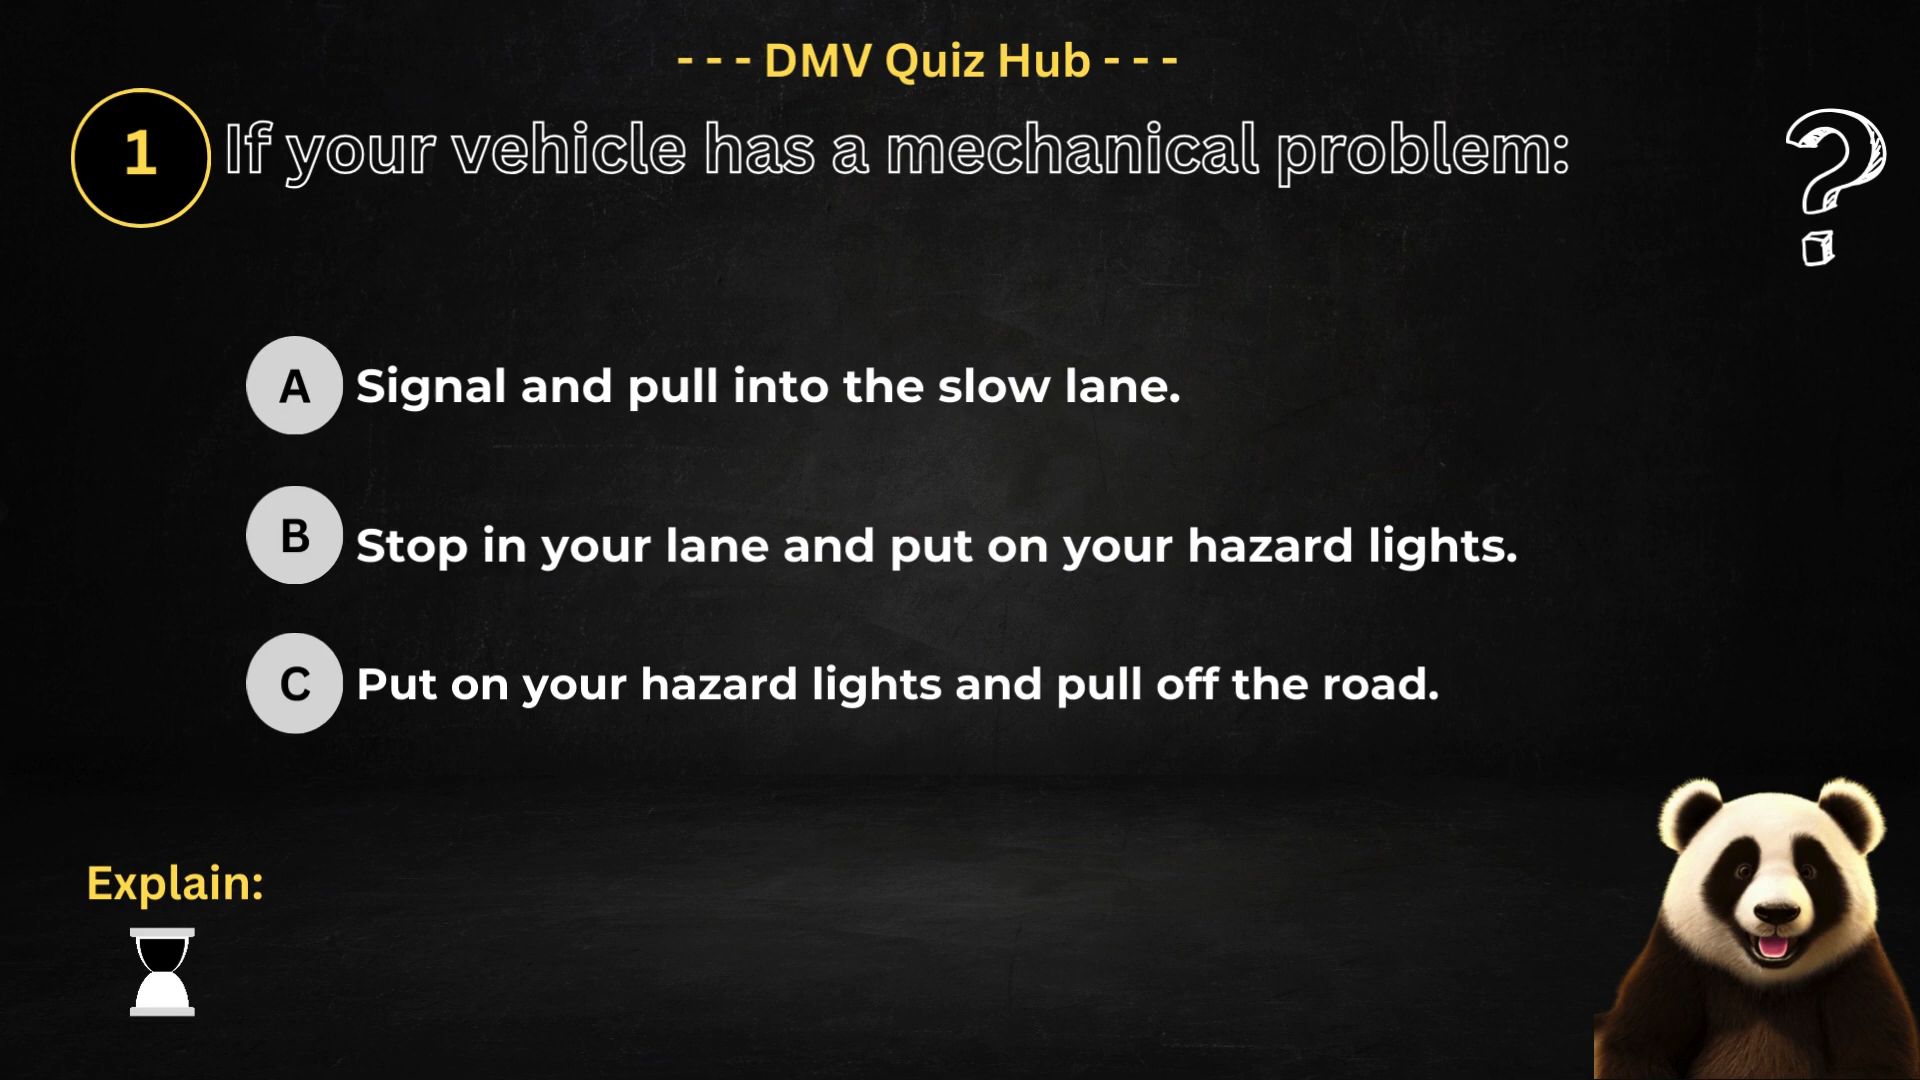 - - - DMV Quiz Hub - - -
1 If your vehicle has a mechanical problem:
?
A Signal and pull into the slow lane.
B Stop in your lane and put on your hazard lights.
C Put on your hazard lights and pull off the road.
Explain: